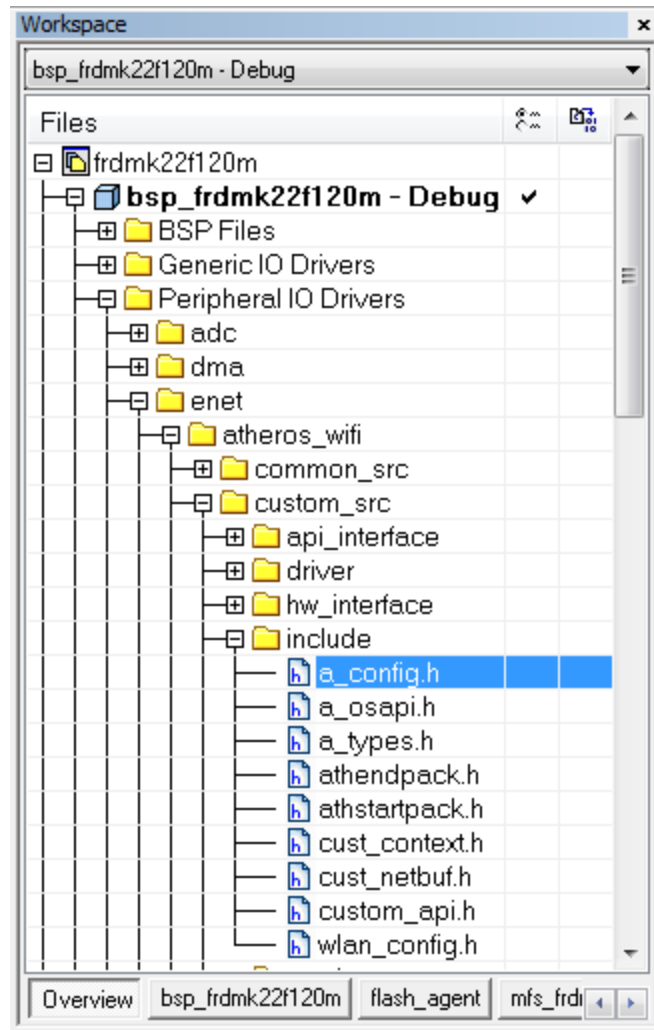 Workspace
bsp_frdmk22f120m - Debug
Files
frdmk22f120m
bsp_frdmk22f120m - Debug
BSP Files
Generic IO Drivers
Peripheral IO Drivers
adc
dma
enet
atheros_wifi
common_src
custom_src
api_interface
driver
hw_interface
include
a_config.h
a_osapi.h
a_types.h
athendpack.h
athstartpack.h
cust_context.h
cust_netbuf.h
custom_api.h
wlan_config.h
Overview bsp_frdmk22f120m flash_agent